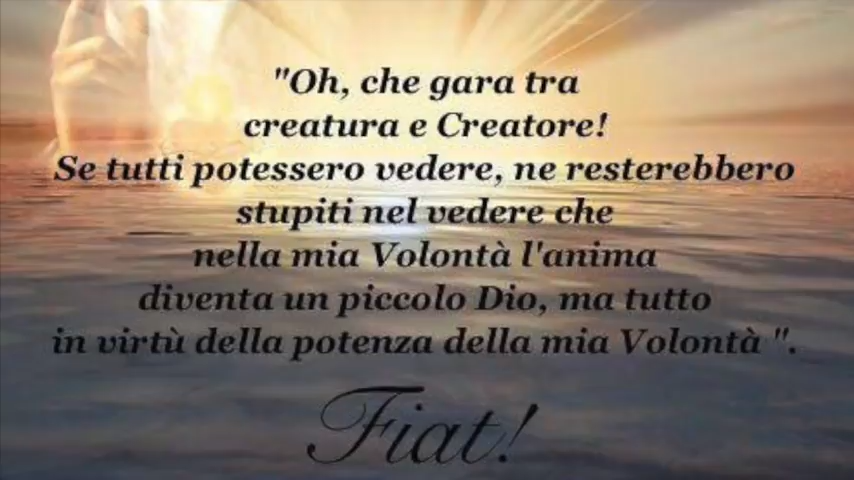 "Oh, che gara tra
creatura e Creatore!
Se tutti potessero vedere, ne resterebbero
stupiti nel vedere che
nella mia Volontà l'anima
diventa un piccolo Dio, ma tutto
in virtù della potenza della mia Volontà ".
Fiat!